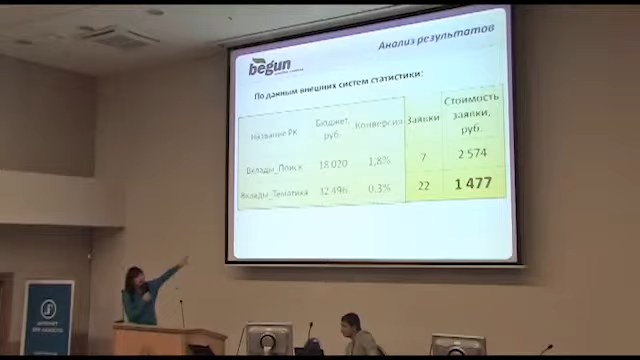 begun
Анализ результатов
По данным внешних систем статистики:
Название РК
Бюджет, руб.
Конверсия
Заявки
Стоимость заявки, руб.
Вклады_Поиск 18 020 1,8% 7 2 574
Вклады_Тематика 32 496 0.3% 22 1 477